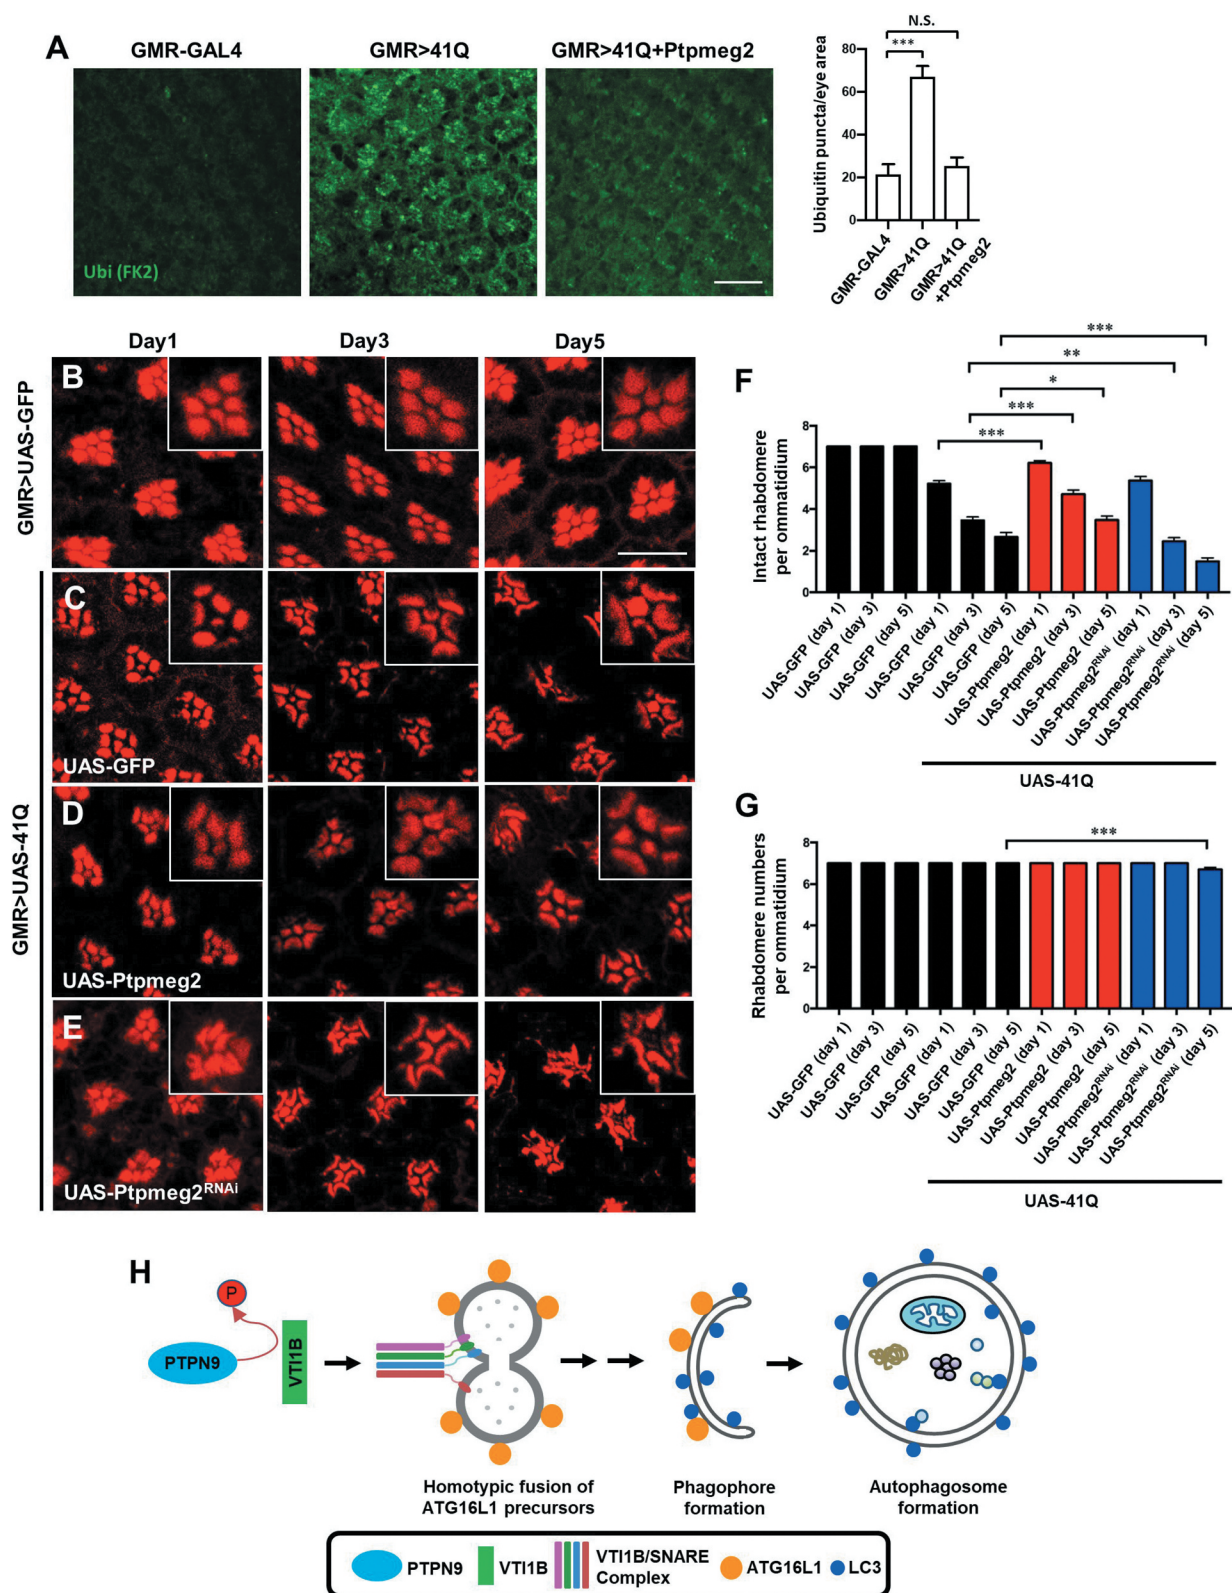 A
GMR-GAL4
GMR>41Q
GMR>41Q+Ptpmeg2
Ubi (FK2)
N.S.
***
Ubiquitin puncta/eye area
80
60
40
20
0
GMR-GAL4
GMR>41Q
GMR>41Q
+Ptpmeg2
Day1
Day3
Day5
GMR>UAS-GFP
B
GMR>UAS-41Q
C
UAS-GFP
D
UAS-Ptpmeg2
E
UAS-Ptpmeg2RNAi
F
***
**
*
***
***
Intact rhabdomere
per ommatidium
8
6
4
2
0
UAS-GFP (day 1)
UAS-GFP (day 3)
UAS-GFP (day 5)
UAS-GFP (day 1)
UAS-GFP (day 3)
UAS-GFP (day 5)
UAS-Ptpmeg2 (day 1)
UAS-Ptpmeg2 (day 3)
UAS-Ptpmeg2 (day 5)
UAS-Ptpmeg2RNAi (day 1)
UAS-Ptpmeg2RNAi (day 3)
UAS-Ptpmeg2RNAi (day 5)
UAS-41Q
G
***
Rhabdomere numbers
per ommatidium
8
6
4
2
0
UAS-GFP (day 1)
UAS-GFP (day 3)
UAS-GFP (day 5)
UAS-GFP (day 1)
UAS-GFP (day 3)
UAS-GFP (day 5)
UAS-Ptpmeg2 (day 1)
UAS-Ptpmeg2 (day 3)
UAS-Ptpmeg2 (day 5)
UAS-Ptpmeg2RNAi (day 1)
UAS-Ptpmeg2RNAi (day 3)
UAS-Ptpmeg2RNAi (day 5)
UAS-41Q
H
P
PTPN9
VTI1B
Homotypic fusion of
ATG16L1 precursors
Phagophore
formation
Autophagosome
formation
PTPN9
VTI1B
VTI1B/SNARE
Complex
ATG16L1
LC3